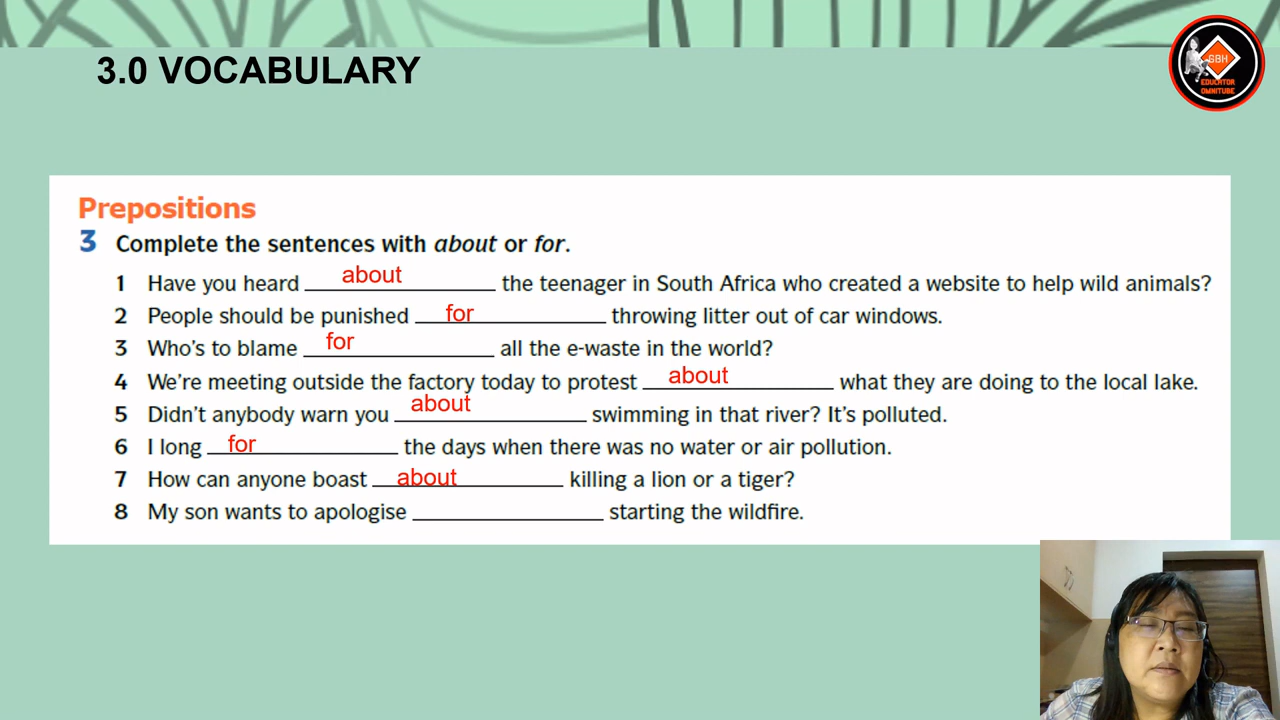 3.0 VOCABULARY
GBH
EDUCATOR
OMNITUBE
Prepositions
3 Complete the sentences with about or for.
1 Have you heard about the teenager in South Africa who created a website to help wild animals?
2 People should be punished for throwing litter out of car windows.
3 Who's to blame for all the e-waste in the world?
4 We're meeting outside the factory today to protest about what they are doing to the local lake.
5 Didn't anybody warn you about swimming in that river? It's polluted.
6 I long for the days when there was no water or air pollution.
7 How can anyone boast about killing a lion or a tiger?
8 My son wants to apologise ________________ starting the wildfire.